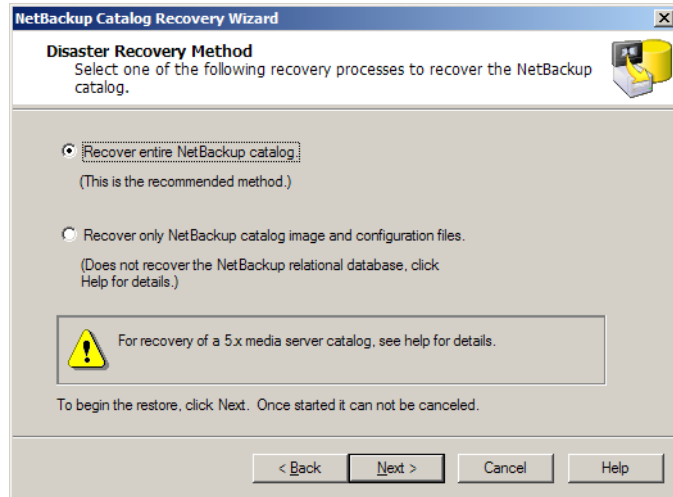 NetBackup Catalog Recovery Wizard
Disaster Recovery Method
Select one of the following recovery processes to recover the NetBackup
catalog.
Recover entire NetBackup catalog.
(This is the recommended method.)
Recover only NetBackup catalog image and configuration files.
(Does not recover the NetBackup relational database, click
Help for details.)
For recovery of a 5.x media server catalog, see help for details.
To begin the restore, click Next. Once started it can not be canceled.
< Back
Next >
Cancel
Help